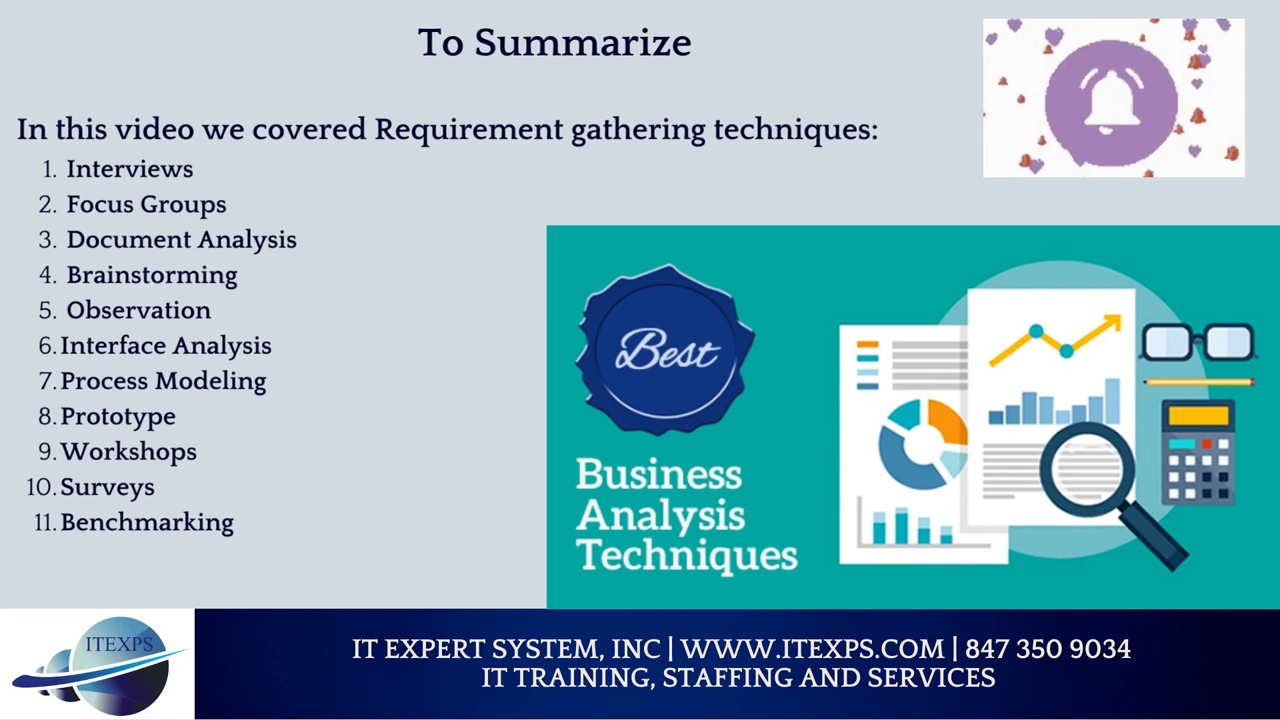 To Summarize
In this video we covered Requirement gathering techniques:
1. Interviews
2. Focus Groups
3. Document Analysis
4. Brainstorming
5. Observation
6. Interface Analysis
7. Process Modeling
8. Prototype
9. Workshops
10. Surveys
11. Benchmarking
Best
Business
Analysis
Techniques
ITEXPS
IT EXPERT SYSTEM, INC | WWW.ITEXPS.COM | 847 350 9034
IT TRAINING, STAFFING AND SERVICES